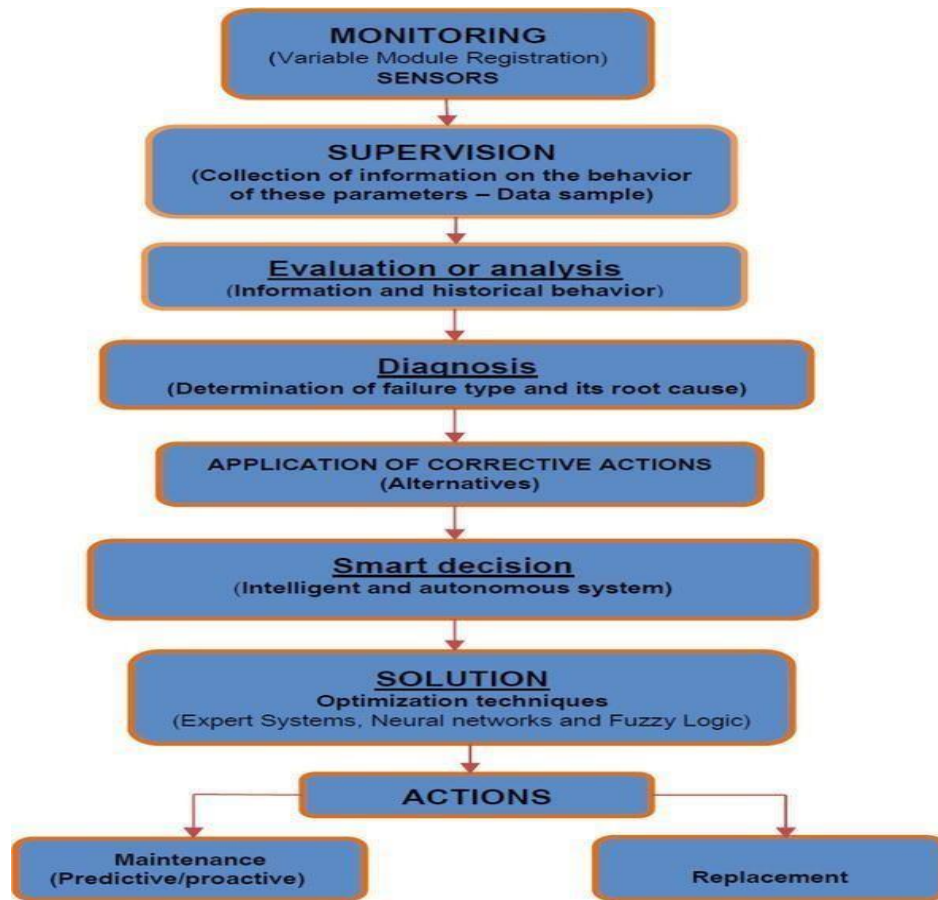 MONITORING
(Variable Module Registration)
SENSORS
SUPERVISION
(Collection of information on the behavior
of these parameters – Data sample)
Evaluation or analysis
(Information and historical behavior)
Diagnosis
(Determination of failure type and its root cause)
APPLICATION OF CORRECTIVE ACTIONS
(Alternatives)
Smart decision
(Intelligent and autonomous system)
SOLUTION
Optimization techniques
(Expert Systems, Neural networks and Fuzzy Logic)
ACTIONS
Maintenance
(Predictive/proactive)
Replacement